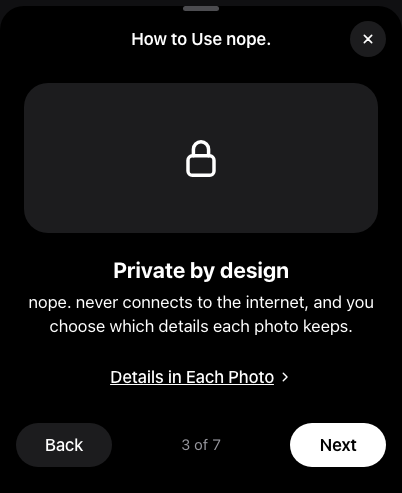 How to Use nope.
Private by design
nope. never connects to the internet, and you
choose which details each photo keeps.
Details in Each Photo
Back
3 of 7
Next